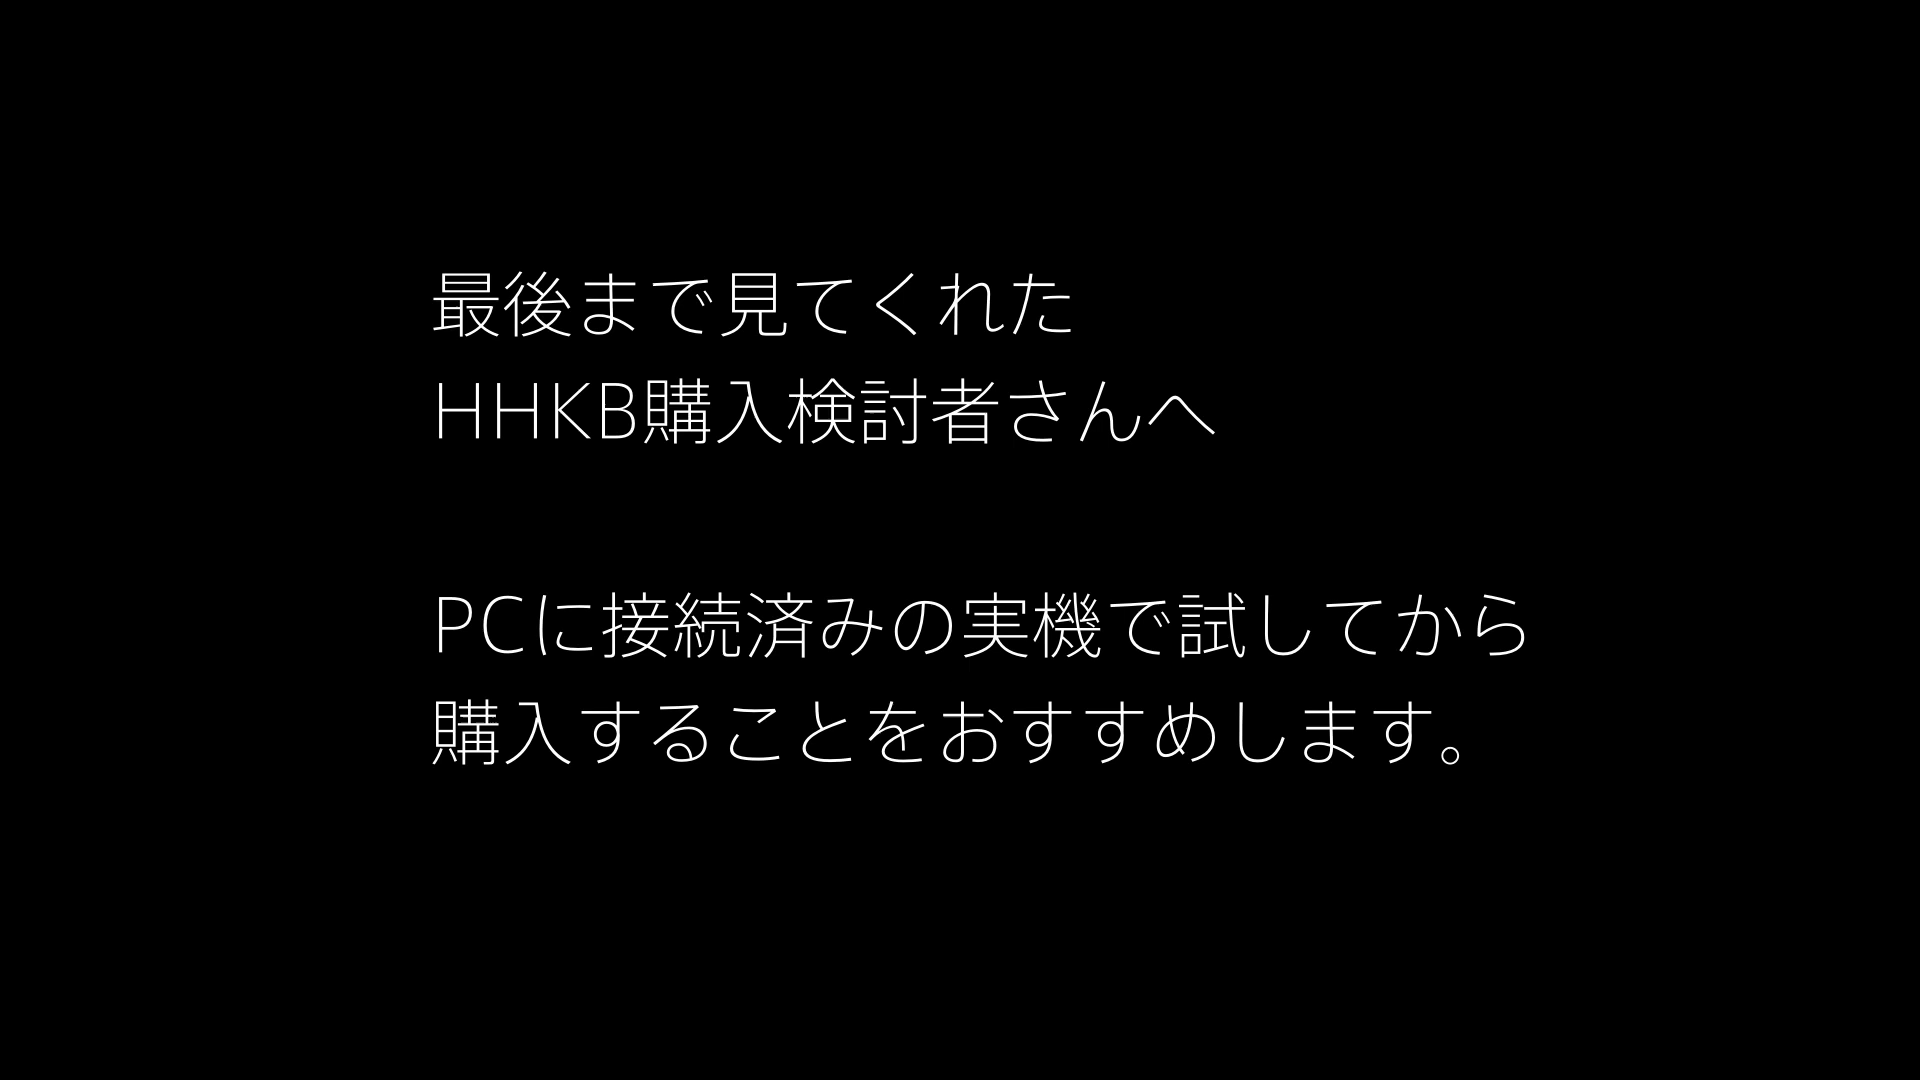 最後まで見てくれた
HHKB購入検討者さんへ
PCに接続済みの実機で試してから
購入することをおすすめします。